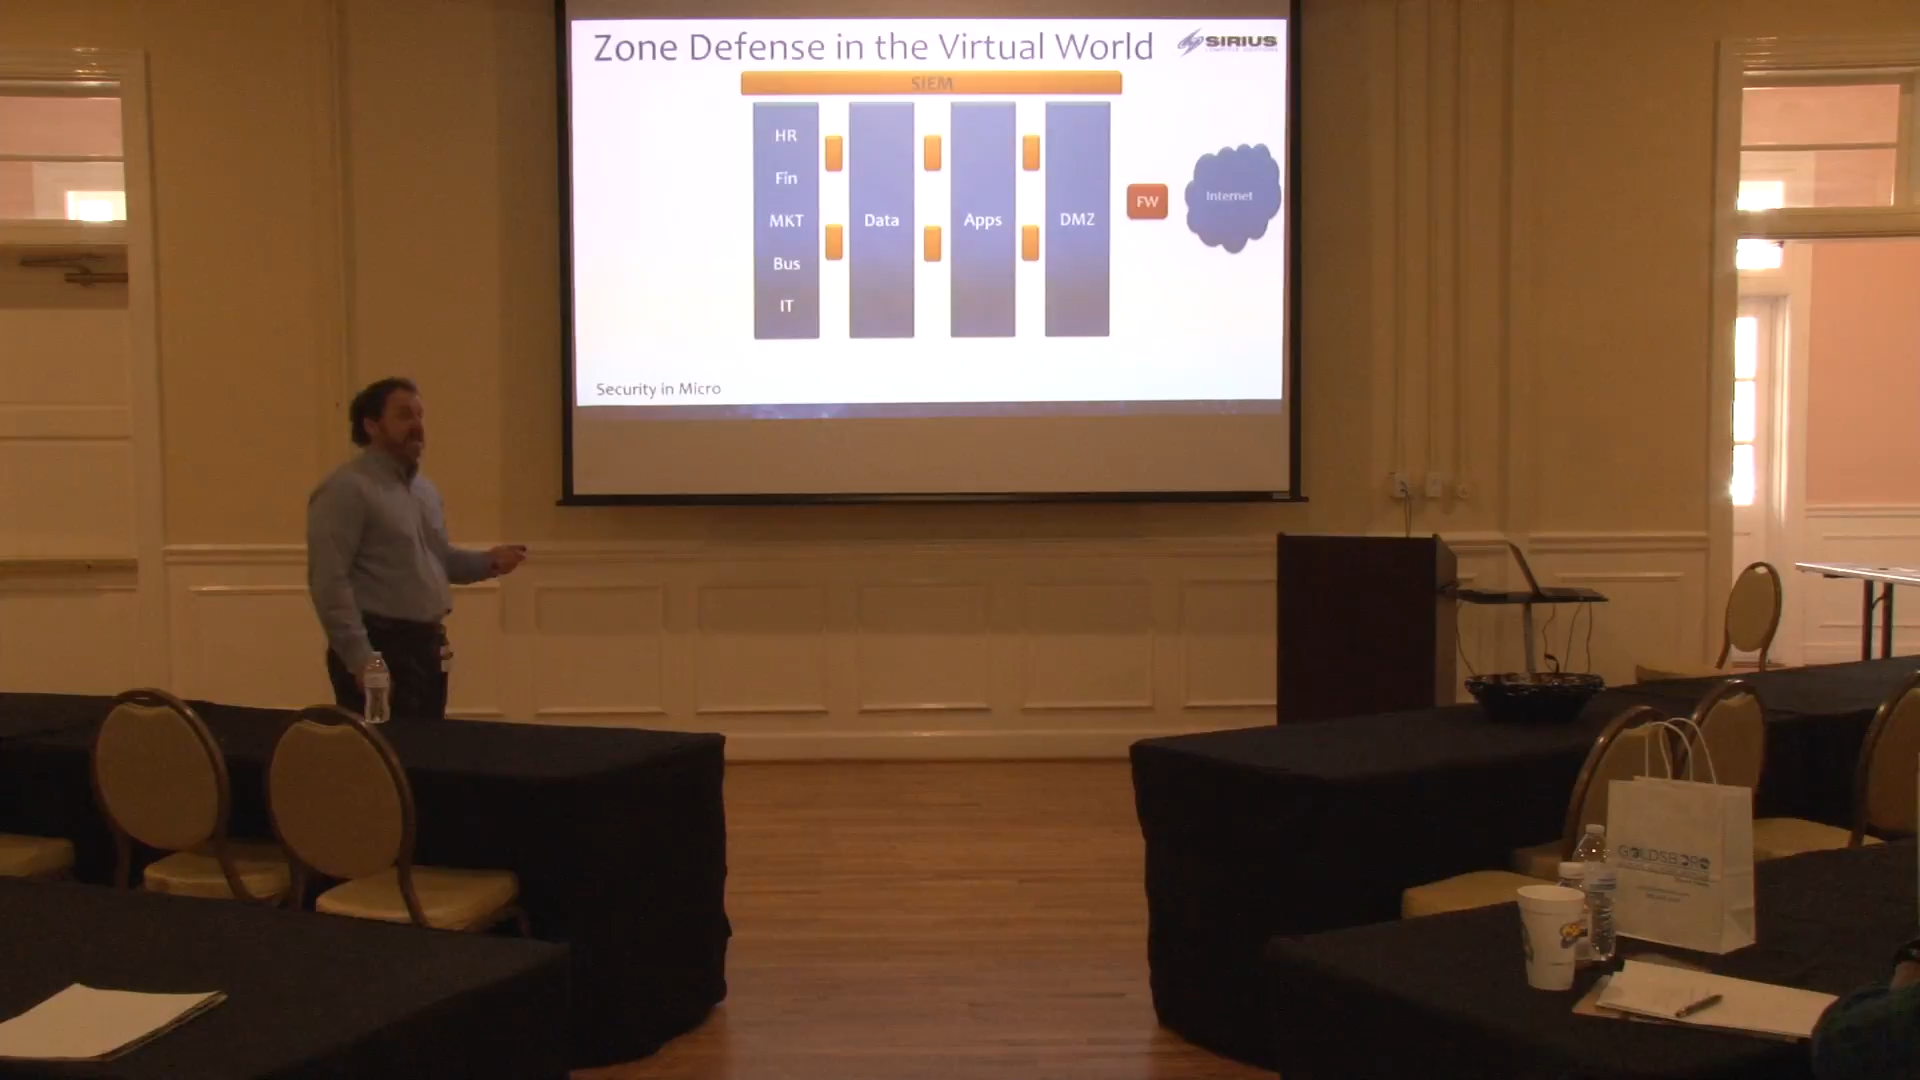 Zone Defense in the Virtual World
SIRIUS
SIEM
HR
Fin
MKT
Bus
IT
Data
Apps
DMZ
FW
Internet
Security in Micro
GOLDSBORO